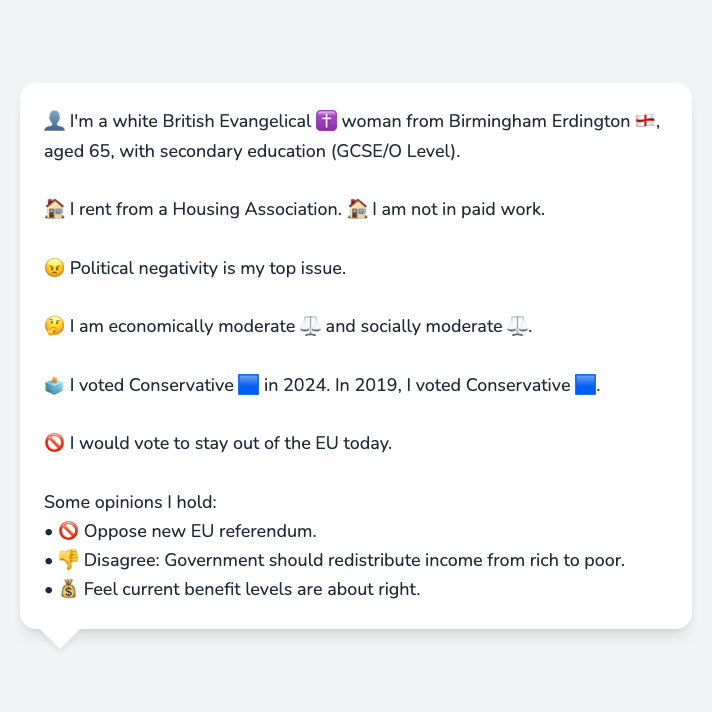 👤 I'm a white British Evangelical ✝️ woman from Birmingham Erdington 🏴󠁧󠁢󠁥󠁮󠁧󠁿,
aged 65, with secondary education (GCSE/O Level).
🏠 I rent from a Housing Association. 🏠 I am not in paid work.
😠 Political negativity is my top issue.
🤔 I am economically moderate ⚖️ and socially moderate ⚖️.
🗳️ I voted Conservative 🟦 in 2024. In 2019, I voted Conservative 🟦.
🚫 I would vote to stay out of the EU today.
Some opinions I hold:
• 🚫 Oppose new EU referendum.
• 👎 Disagree: Government should redistribute income from rich to poor.
• 💰 Feel current benefit levels are about right.